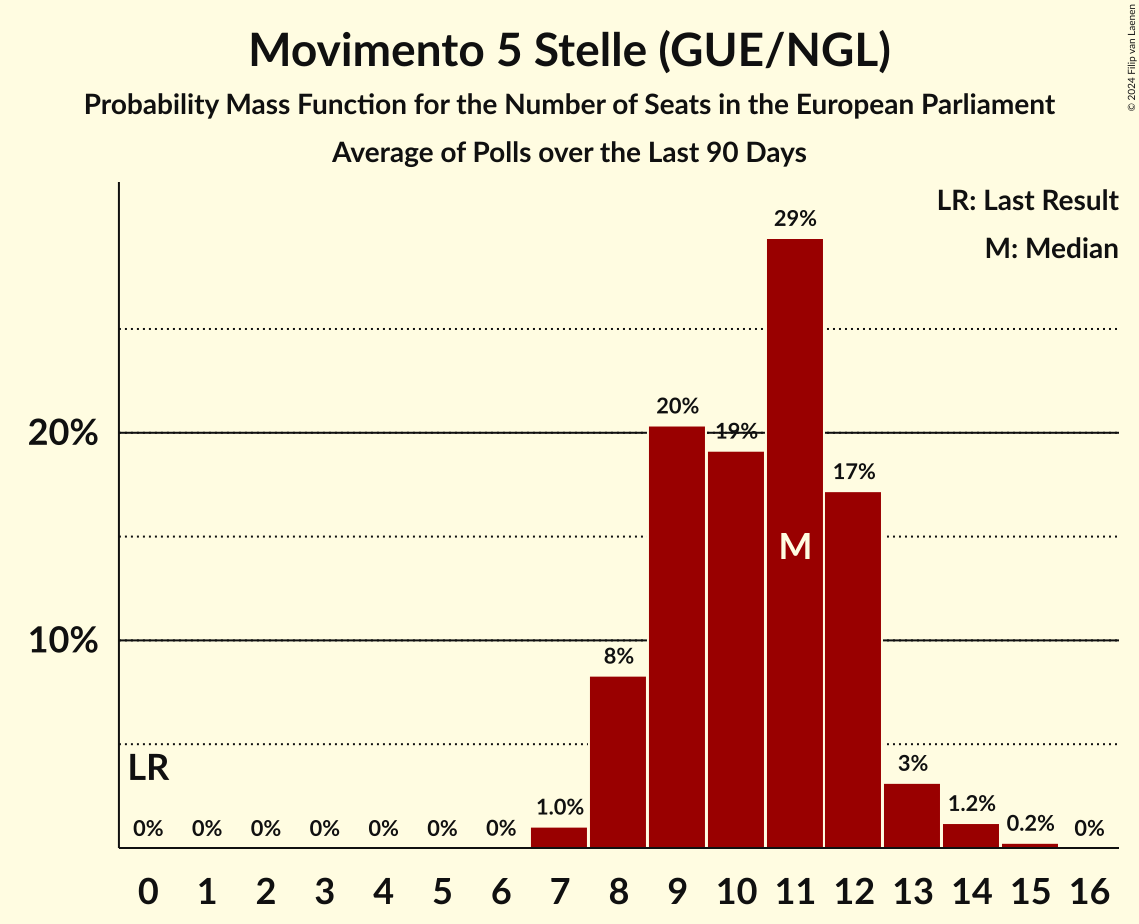 Movimento 5 Stelle (GUE/NGL)
Probability Mass Function for the Number of Seats in the European Parliament
Average of Polls over the Last 90 Days
© 2024 Filip van Laenen
LR: Last Result
M: Median
29%
20%
19%
20%
17%
M
10%
8%
LR
3%
1.0%
1.2%
0.2%
0% 0% 0% 0% 0% 0% 0% 0%
0 1 2 3 4 5 6 7 8 9 10 11 12 13 14 15 16